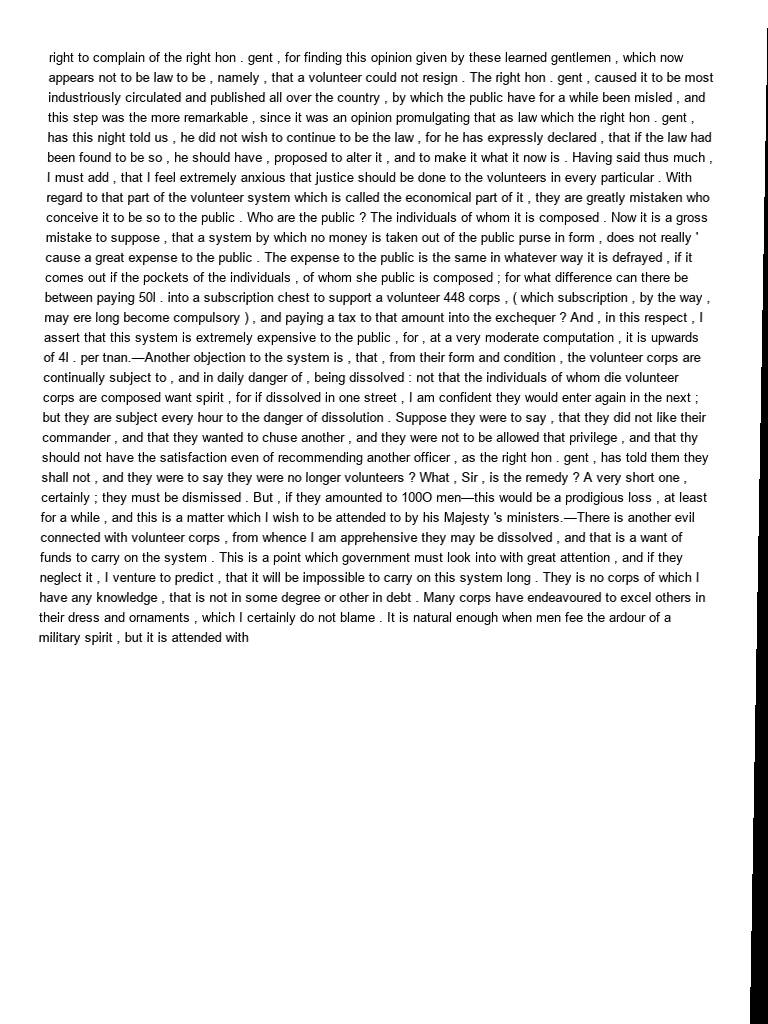 right to complain of the right hon . gent , for finding this opinion given by these learned gentlemen , which now
appears not to be law to be , namely , that a volunteer could not resign . The right hon . gent , caused it to be most
industriously circulated and published all over the country , by which the public have for a while been misled , and
this step was the more remarkable , since it was an opinion promulgating that as law which the right hon . gent ,
has this night told us , he did not wish to continue to be the law , for he has expressly declared , that if the law had
been found to be so , he should have , proposed to alter it , and to make it what it now is . Having said thus much ,
I must add , that I feel extremely anxious that justice should be done to the volunteers in every particular . With
regard to that part of the volunteer system which is called the economical part of it , they are greatly mistaken who
conceive it to be so to the public . Who are the public ? The individuals of whom it is composed . Now it is a gross
mistake to suppose , that a system by which no money is taken out of the public purse in form , does not really '
cause a great expense to the public . The expense to the public is the same in whatever way it is defrayed , if it
comes out if the pockets of the individuals , of whom she public is composed ; for what difference can there be
between paying 50l . into a subscription chest to support a volunteer 448 corps , ( which subscription , by the way ,
may ere long become compulsory ) , and paying a tax to that amount into the exchequer ? And , in this respect , I
assert that this system is extremely expensive to the public , for , at a very moderate computation , it is upwards
of 4l . per tnan.—Another objection to the system is , that , from their form and condition , the volunteer corps are
continually subject to , and in daily danger of , being dissolved : not that the individuals of whom die volunteer
corps are composed want spirit , for if dissolved in one street , I am confident they would enter again in the next ;
but they are subject every hour to the danger of dissolution . Suppose they were to say , that they did not like their
commander , and that they wanted to chuse another , and they were not to be allowed that privilege , and that thy
should not have the satisfaction even of recommending another officer , as the right hon . gent , has told them they
shall not , and they were to say they were no longer volunteers ? What , Sir , is the remedy ? A very short one ,
certainly ; they must be dismissed . But , if they amounted to 100O men—this would be a prodigious loss , at least
for a while , and this is a matter which I wish to be attended to by his Majesty 's ministers.—There is another evil
connected with volunteer corps , from whence I am apprehensive they may be dissolved , and that is a want of
funds to carry on the system . This is a point which government must look into with great attention , and if they
neglect it , I venture to predict , that it will be impossible to carry on this system long . They is no corps of which I
have any knowledge , that is not in some degree or other in debt . Many corps have endeavoured to excel others in
their dress and ornaments , which I certainly do not blame . It is natural enough when men fee the ardour of a
military spirit , but it is attended with